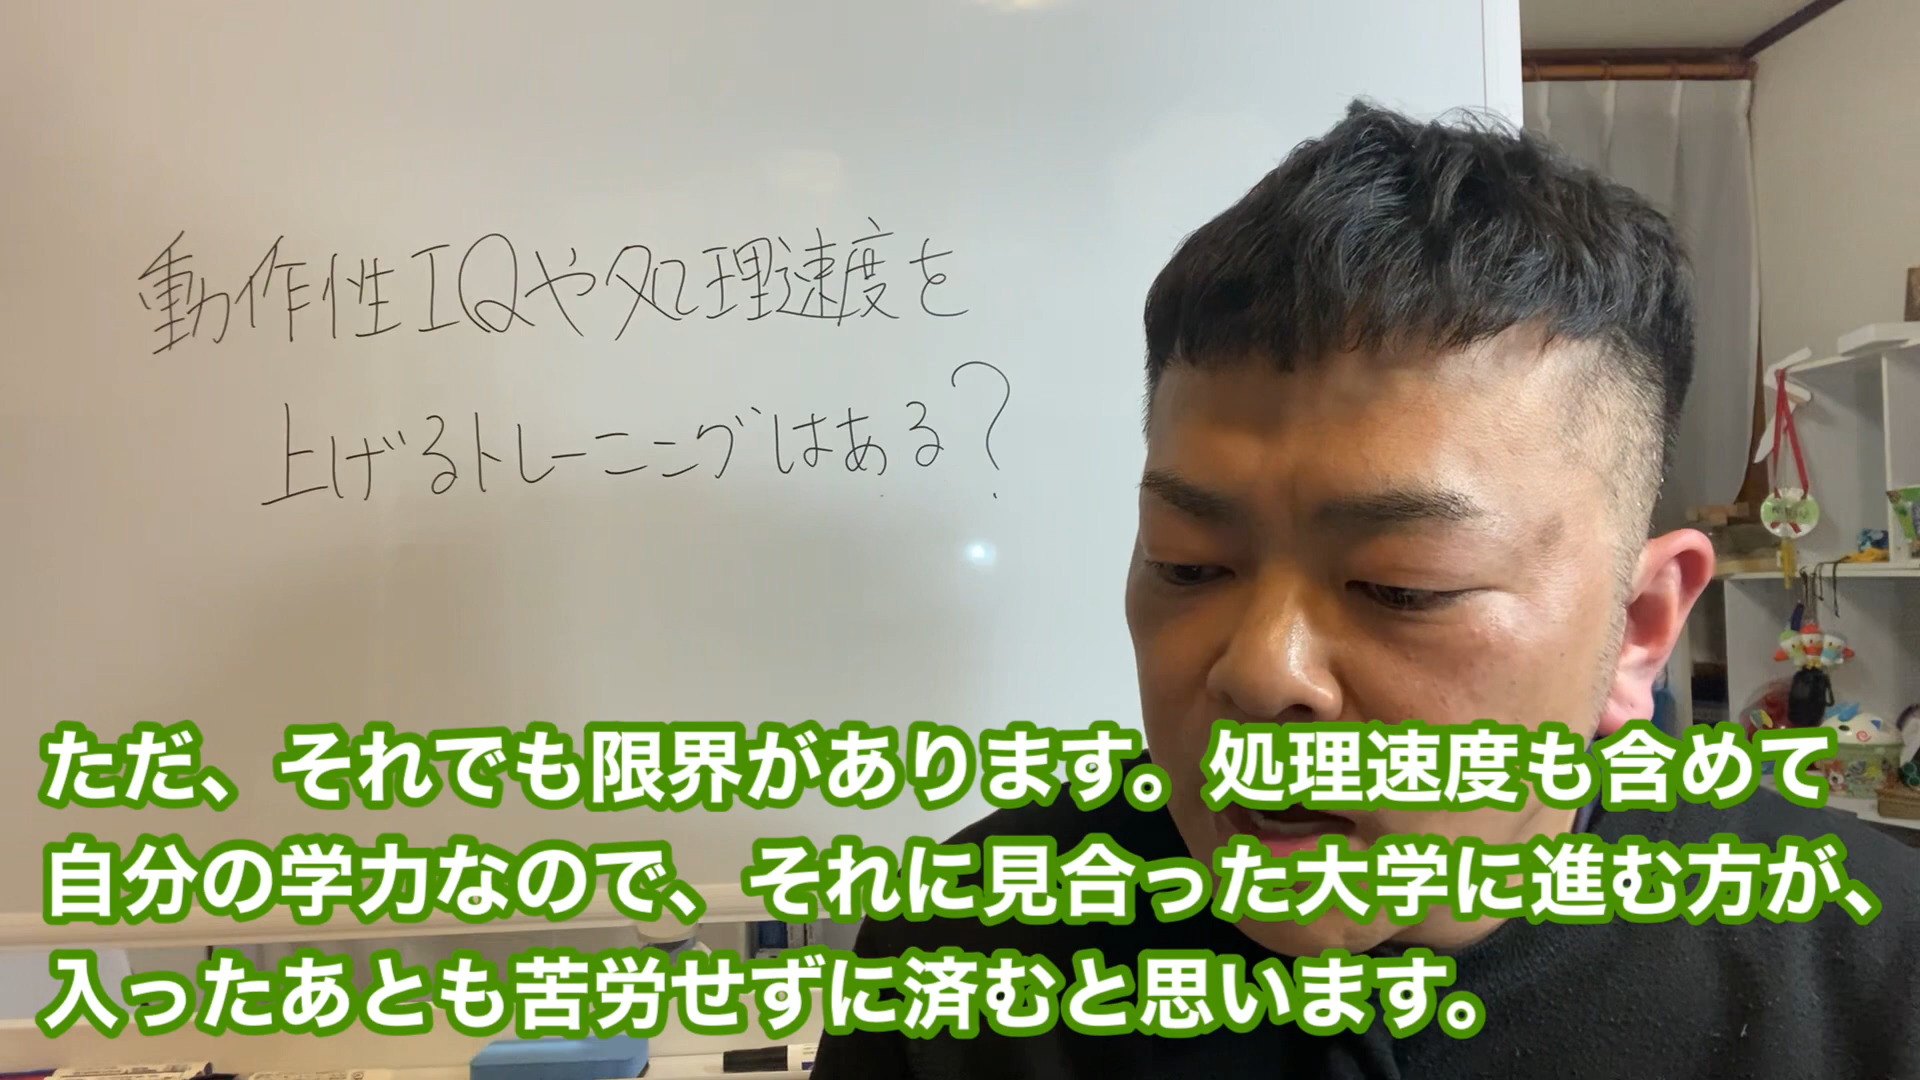 動作性IQや処理速度を
上げるトレーニングはある?
ただ、それでも限界があります。処理速度も含めて
自分の学力なので、それに見合った大学に進む方が、
入ったあとも苦労せずに済むと思います。